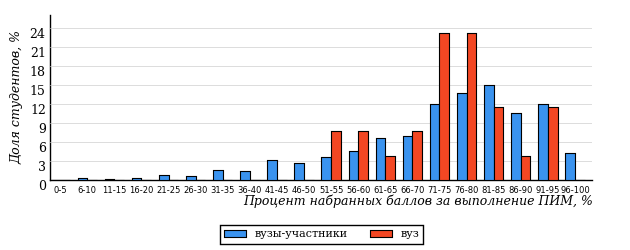 Доля студентов, %
24
21
18
15
12
9
6
3
0
0-5 6-10 11-15 16-20 21-25 26-30 31-35 36-40 41-45 46-50 51-55 56-60 61-65 66-70 71-75 76-80 81-85 86-90 91-95 96-100
Процент набранных баллов за выполнение ПИМ, %
вузы-участники вуз